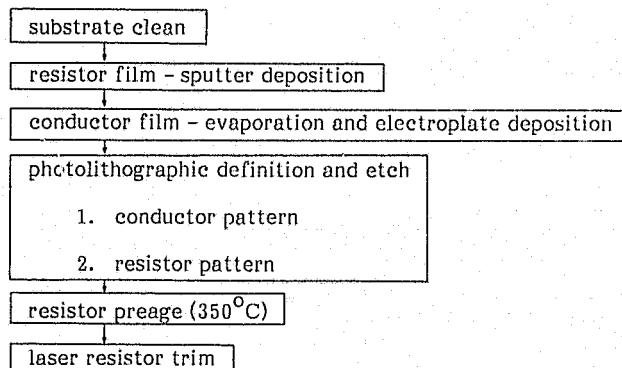 substrate clean
resistor film - sputter deposition
conductor film - evaporation and electroplate deposition
photolithographic definition and etch
1. conductor pattern
2. resistor pattern
resistor preage (350°C)
laser resistor trim